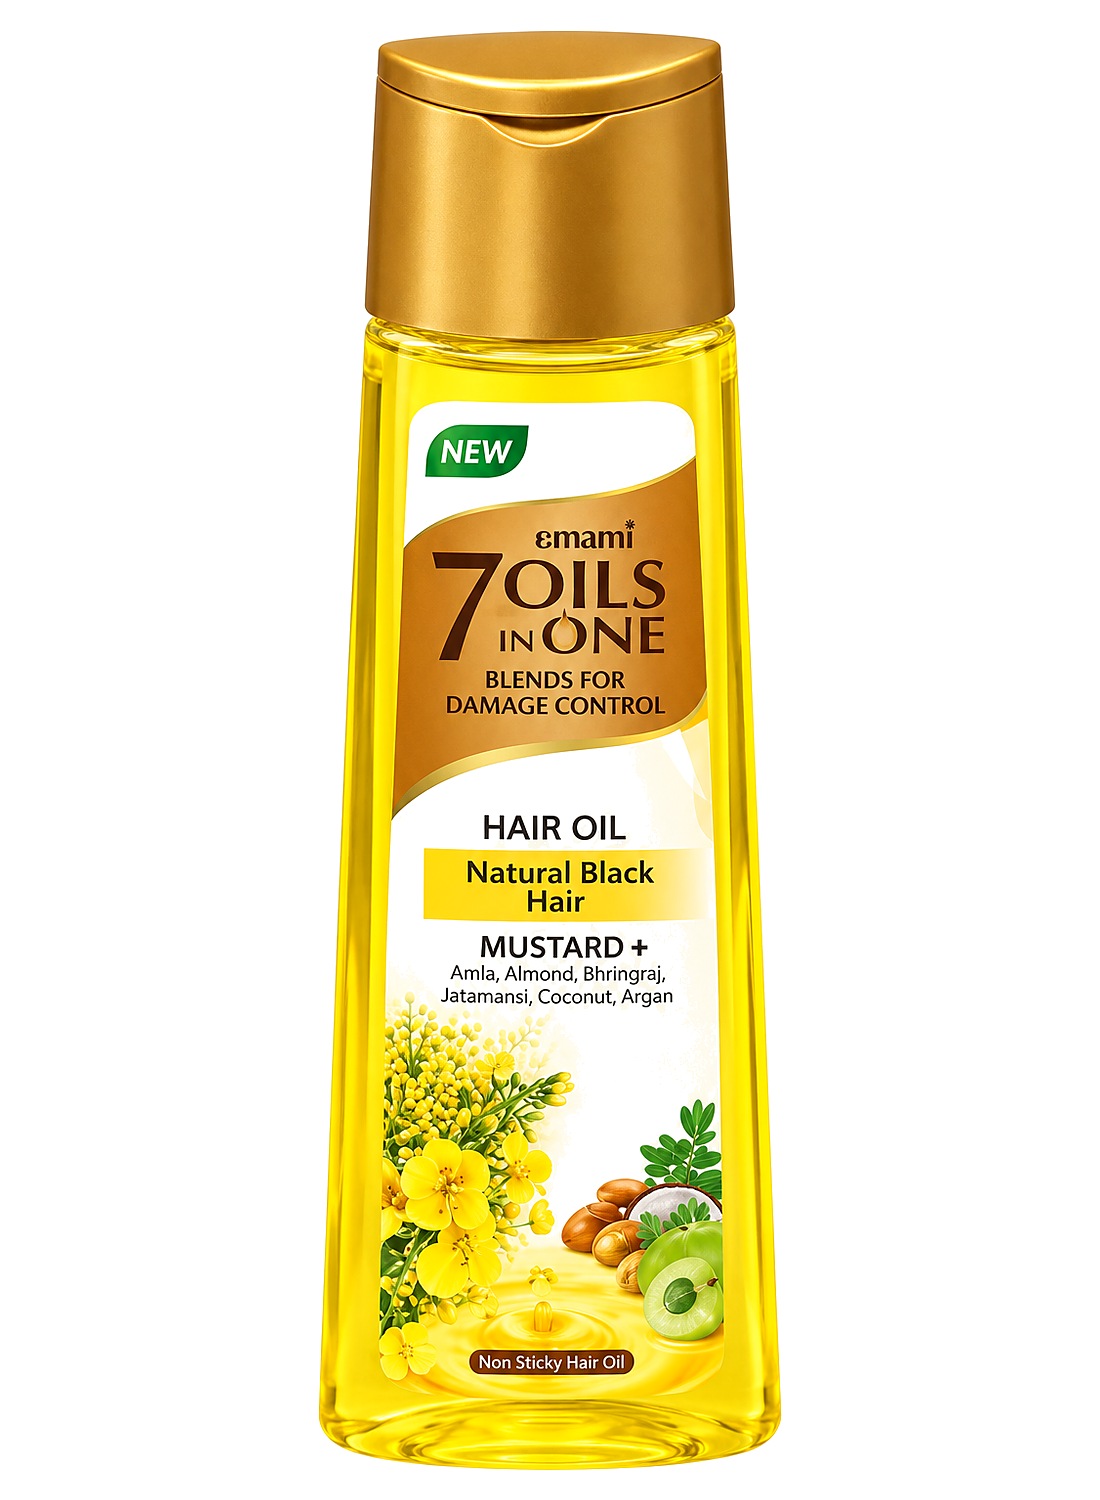 NEW
emami*
7 OILS
IN ONE
BLENDS FOR
DAMAGE CONTROL
HAIR OIL
Natural Black
Hair
MUSTARD +
Amla, Almond, Bhringraj,
Jatamansi, Coconut, Argan
Non Sticky Hair Oil